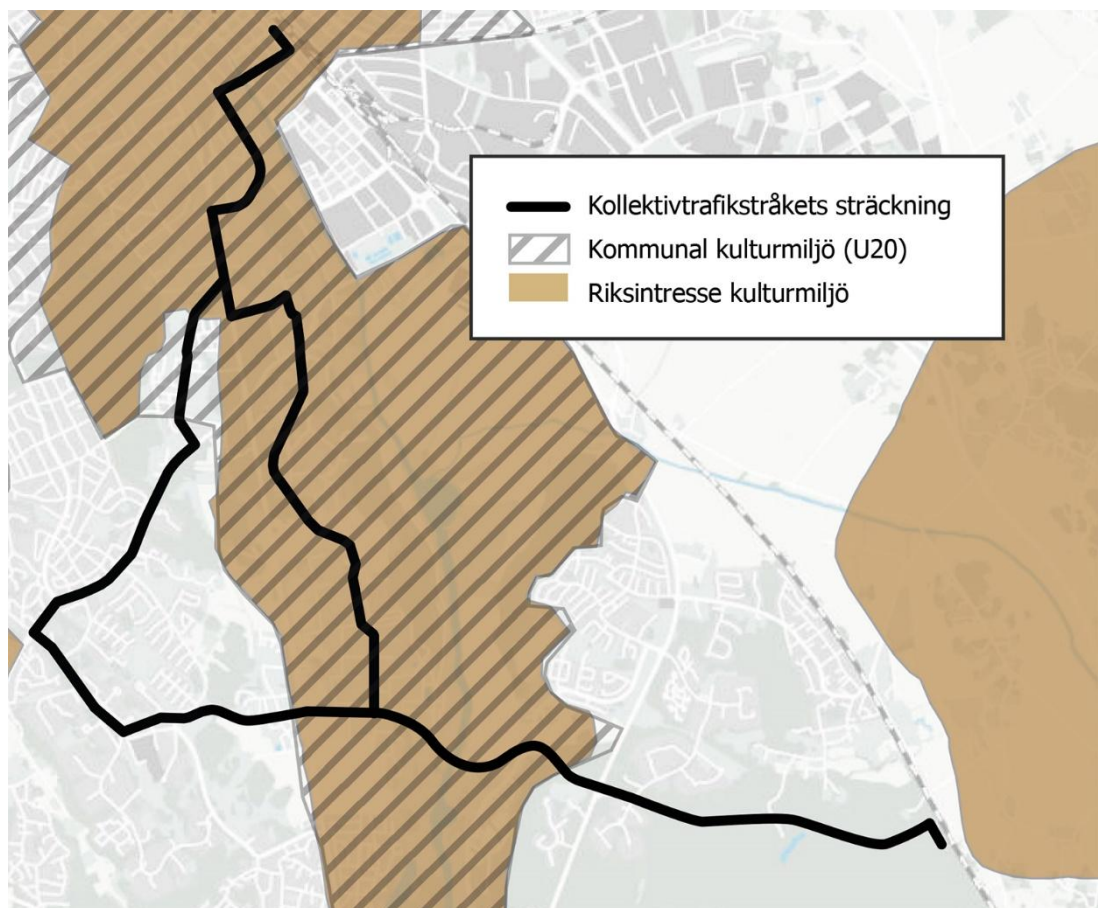 Kollektivtrafikstråkets sträckning
Kommunal kulturmiljö (U20)
Riksintresse kulturmiljö